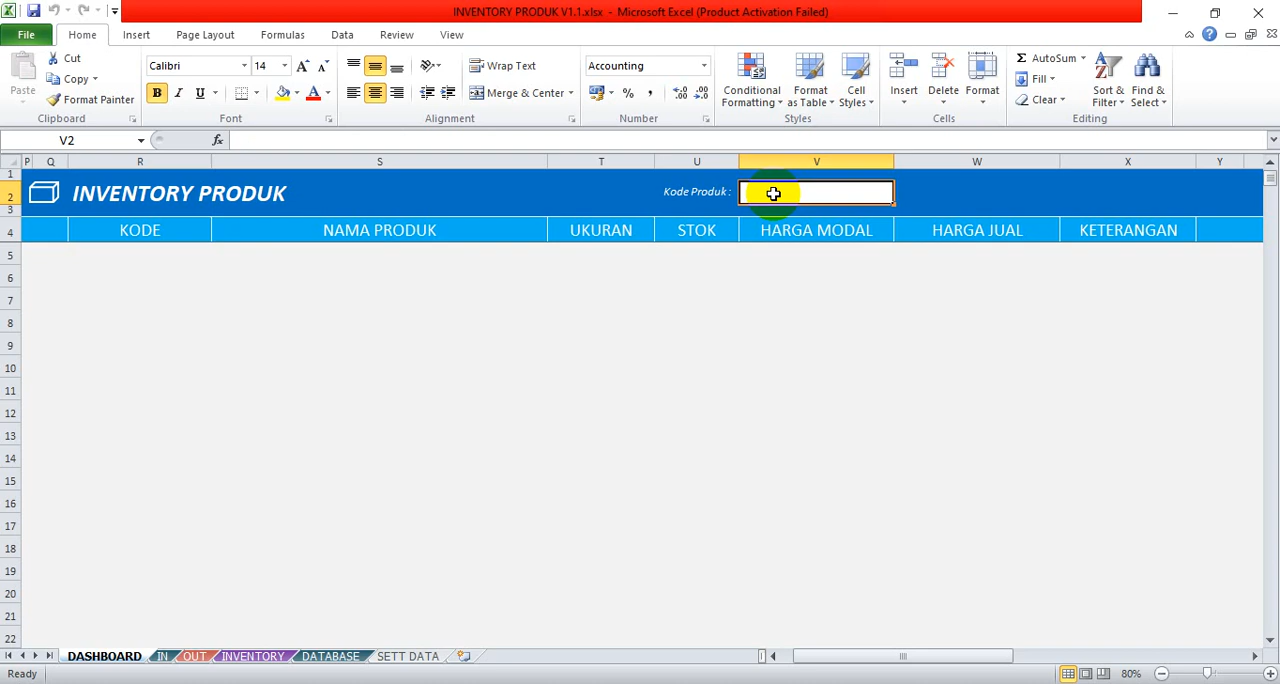 INVENTORY PRODUK V1.1.xlsx - Microsoft Excel (Product Activation Failed)
File Home Insert Page Layout Formulas Data Review View
Paste
Cut
Copy
Format Painter
Clipboard
Calibri 14
B I U
Font
Wrap Text
Merge & Center
Alignment
Accounting
Number
Conditional Formatting
Format as Table
Cell Styles
Styles
Insert Delete Format
Cells
AutoSum
Fill
Clear
Sort & Filter
Find & Select
Editing
V2 fx
P Q R S T U V W X Y
1
2 INVENTORY PRODUK Kode Produk :
3
4 KODE NAMA PRODUK UKURAN STOK HARGA MODAL HARGA JUAL KETERANGAN
5
6
7
8
9
10
11
12
13
14
15
16
17
18
19
20
21
22
DASHBOARD IN OUT INVENTORY DATABASE SETT DATA
Ready 80%